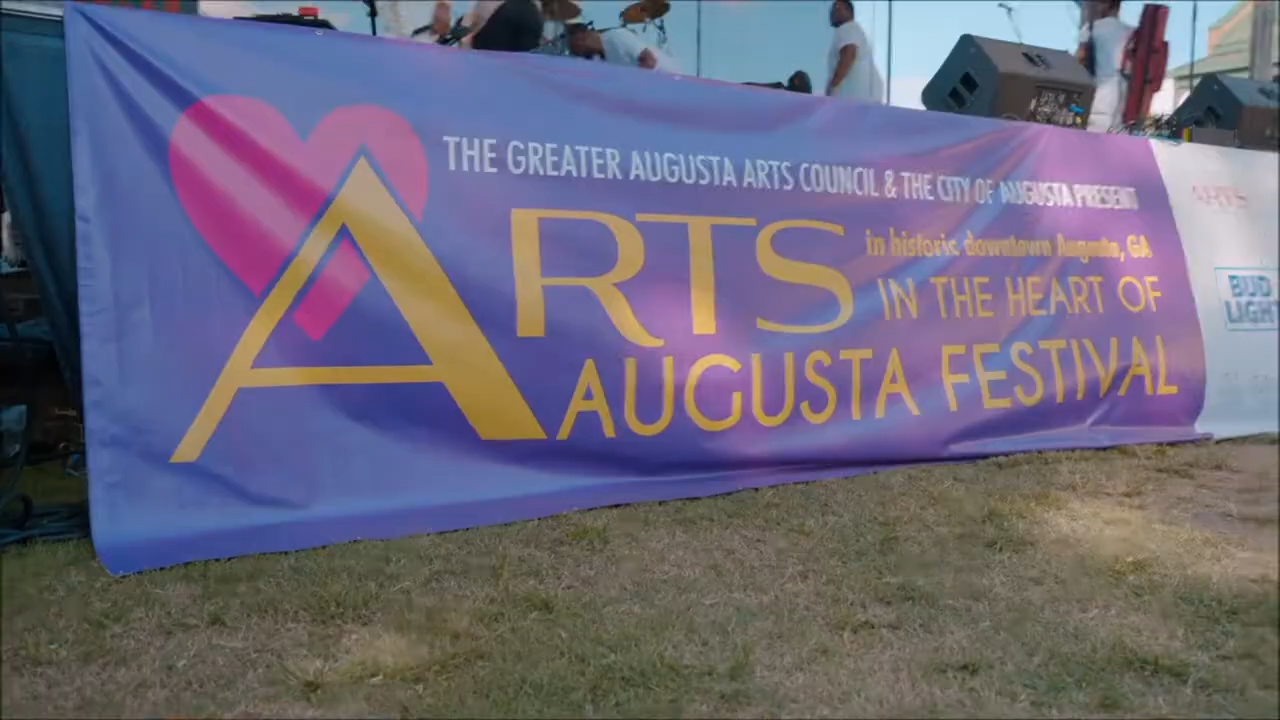 THE GREATER AUGUSTA ARTS COUNCIL & THE CITY OF AUGUSTA PRESENT
ARTS
in historic downtown Augusta, GA
IN THE HEART OF
AUGUSTA FESTIVAL
ARTS
BUD
LIGHT